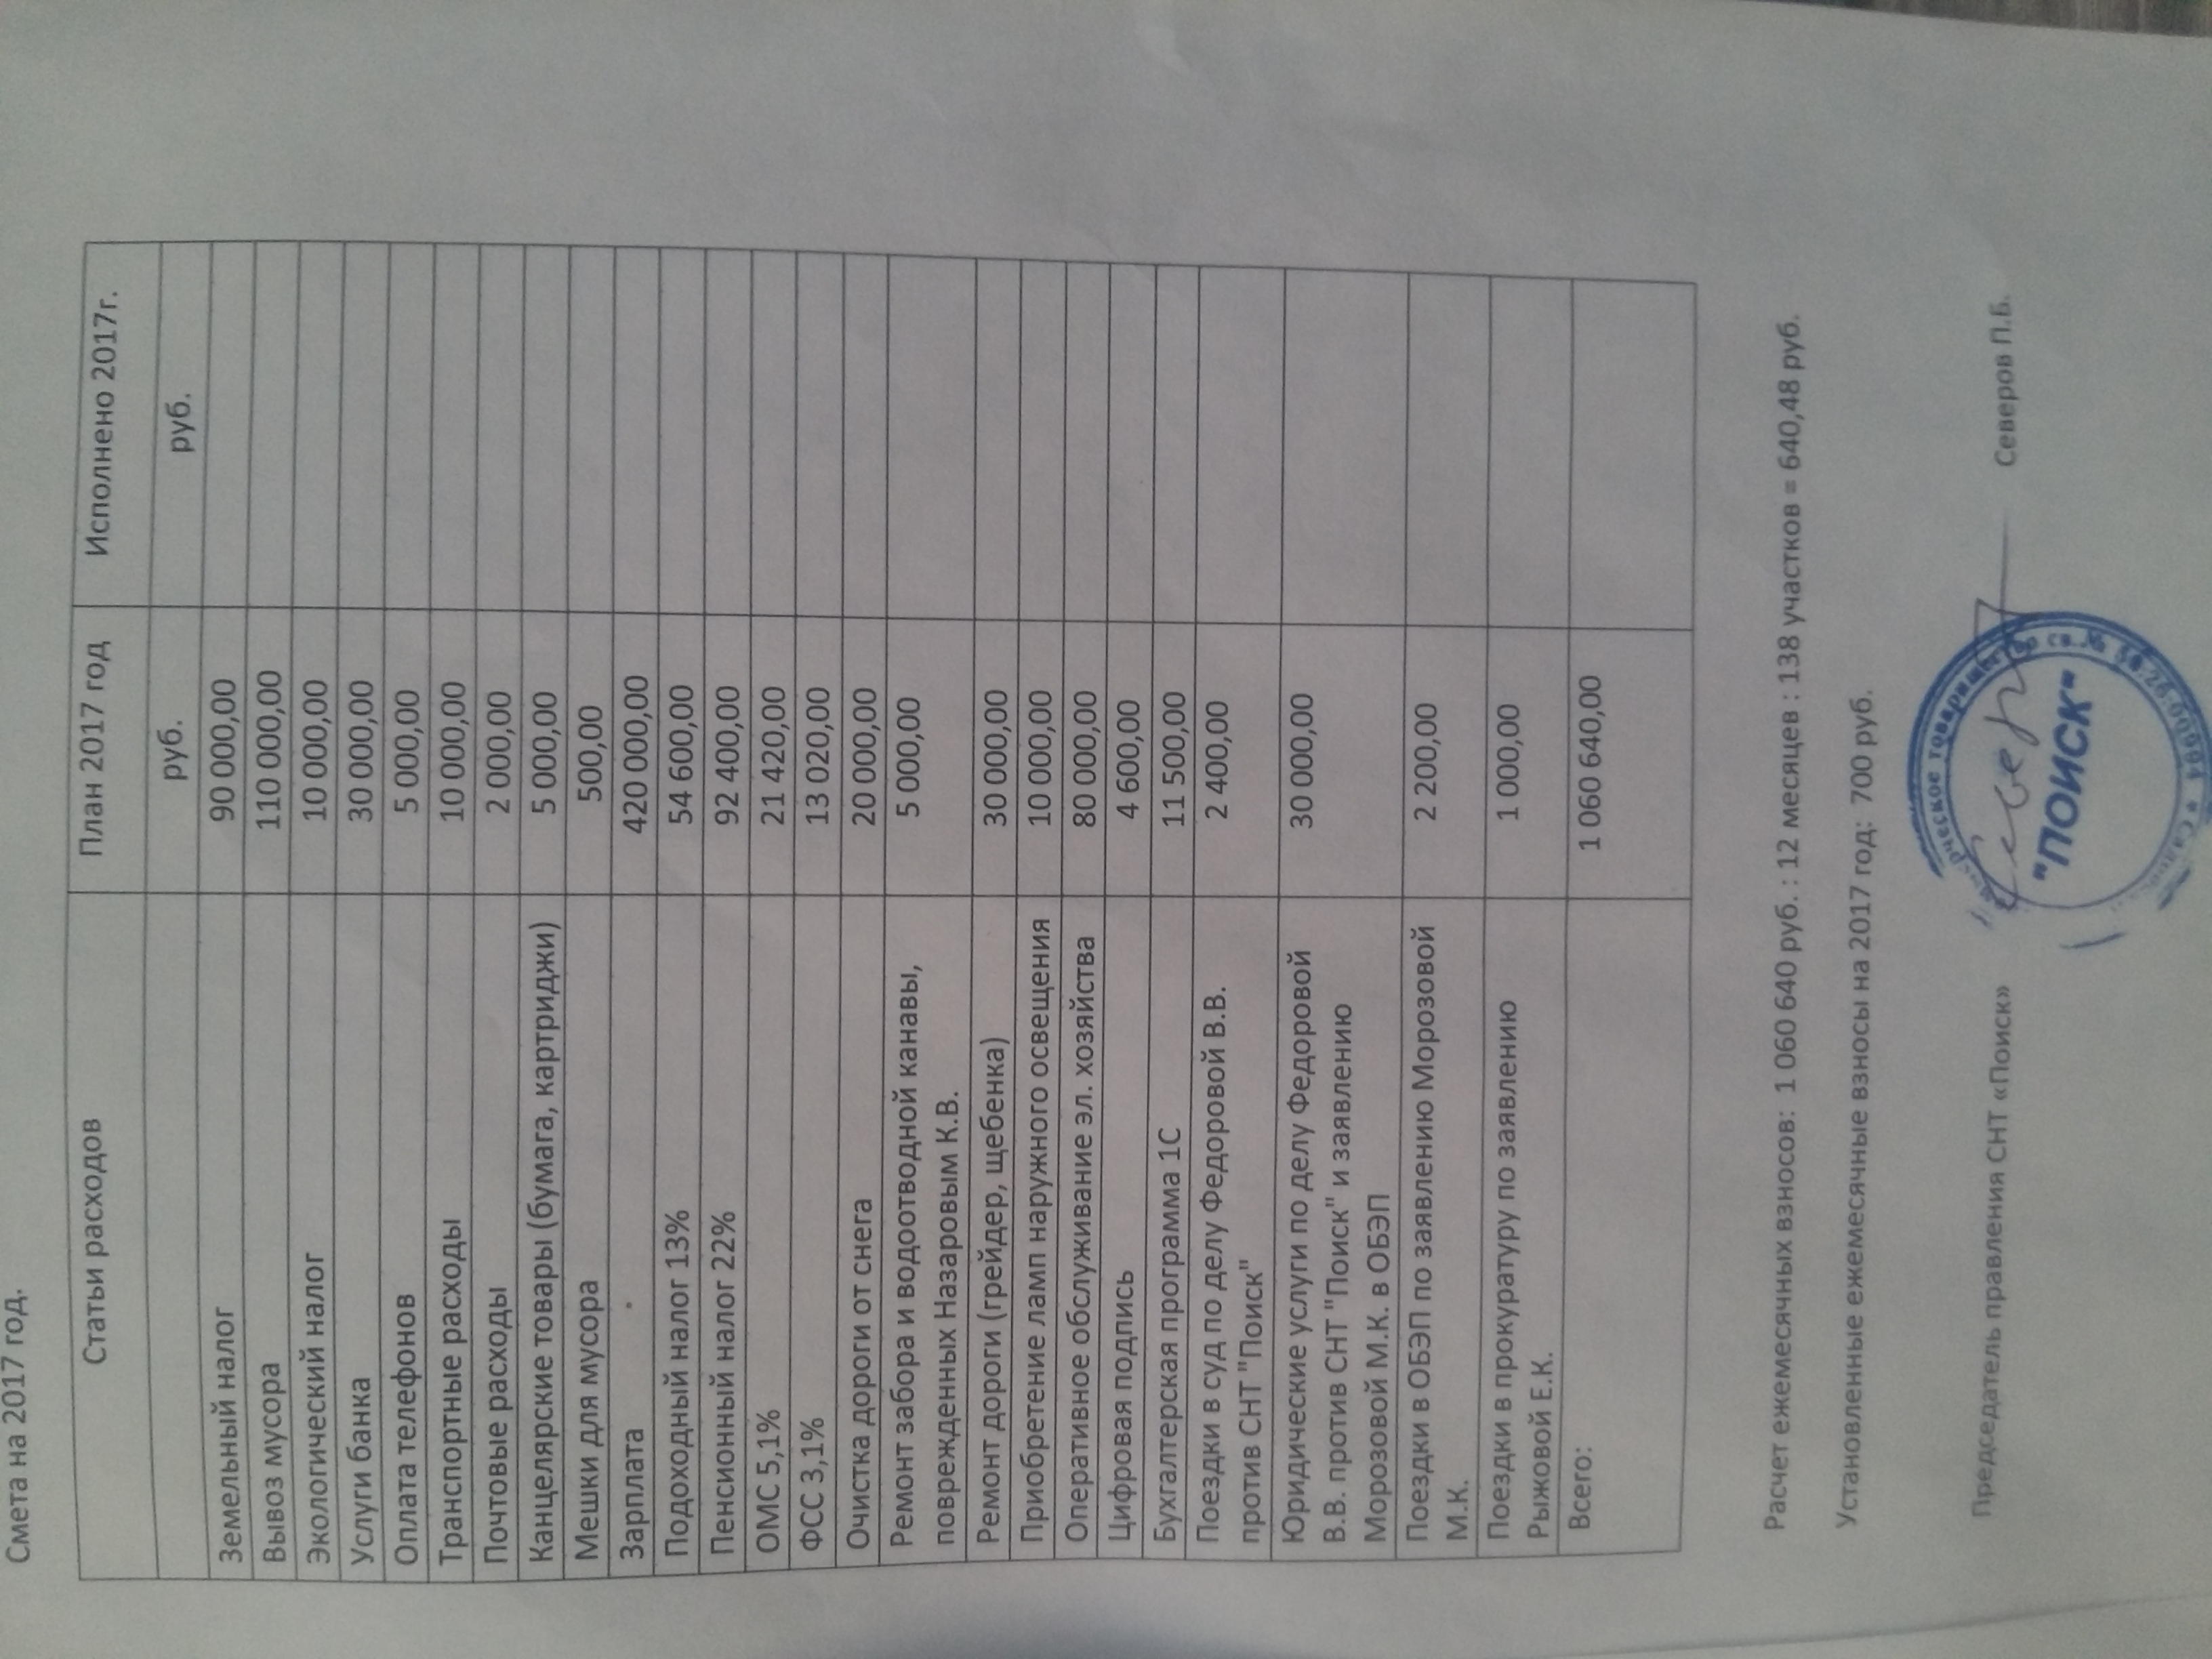 Смета на 2017 год.
Статьи расходов План 2017 год Исполнено 2017г.
руб. руб.
Земельный налог 90 000,00
Вывоз мусора 110 000,00
Экологический налог 10 000,00
Услуги банка 30 000,00
Оплата телефонов 5 000,00
Транспортные расходы 10 000,00
Почтовые расходы 2 000,00
Канцелярские товары (бумага, картриджи) 5 000,00
Мешки для мусора 500,00
Зарплата 420 000,00
Подоходный налог 13% 54 600,00
Пенсионный налог 22% 92 400,00
ОМС 5,1% 21 420,00
ФСС 3,1% 13 020,00
Очистка дороги от снега 20 000,00
Ремонт забора и водоотводной канавы, 5 000,00
поврежденных Назаровым К.В.
Ремонт дороги (грейдер, щебенка) 30 000,00
Приобретение ламп наружного освещения 10 000,00
Оперативное обслуживание эл. хозяйства 80 000,00
Цифровая подпись 4 600,00
Бухгалтерская программа 1С 11 500,00
Поездки в суд по делу Федоровой В.В. 2 400,00
против СНТ "Поиск"
Юридические услуги по делу Федоровой 30 000,00
В.В. против СНТ "Поиск" и заявлению
Морозовой М.К. в ОБЭП
Поездки в ОБЭП по заявлению Морозовой 2 200,00
М.К.
Поездки в прокуратуру по заявлению 1 000,00
Рыжовой Е.К.
Всего: 1 060 640,00
Расчет ежемесячных взносов: 1 060 640 руб. : 12 месяцев : 138 участков = 640,48 руб.
Установленные ежемесячные взносы на 2017 год: 700 руб.
Председатель правления СНТ «Поиск» Северов П.Б.
товарищество
"ПОИСК"